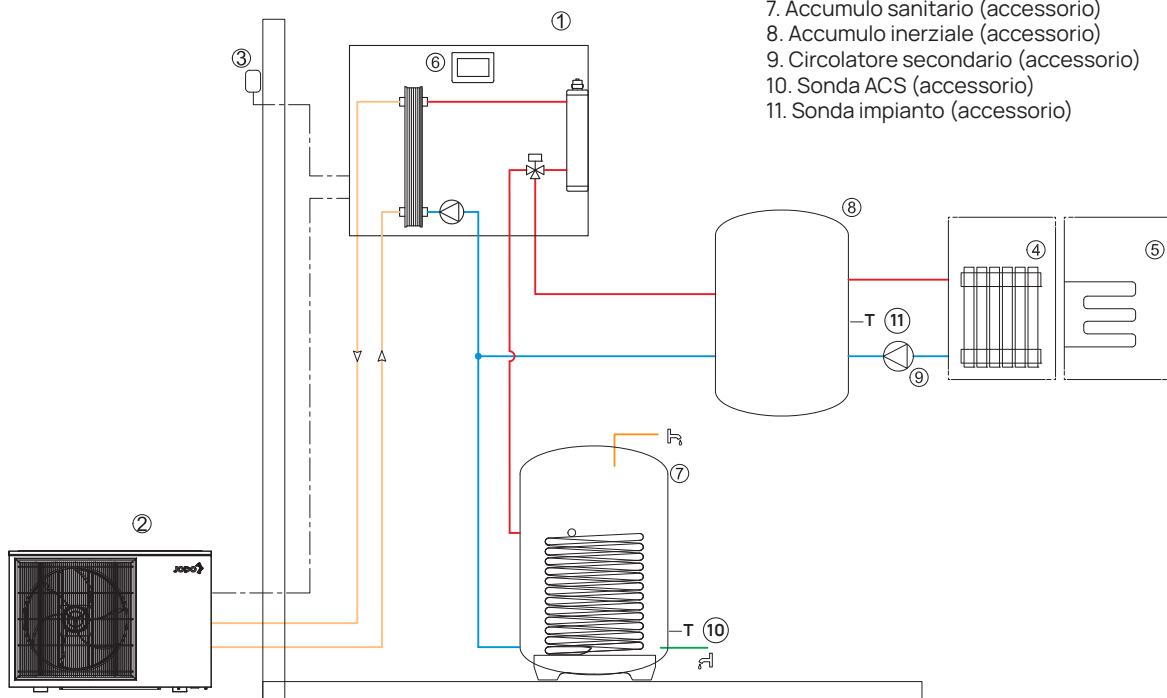 7. Accumulo sanitario (accessorio)
8. Accumulo inerziale (accessorio)
9. Circolatore secondario (accessorio)
10. Sonda ACS (accessorio)
11. Sonda impianto (accessorio)
1
6
3
8
4
5
T 11
9
7
2
JODO
T 10